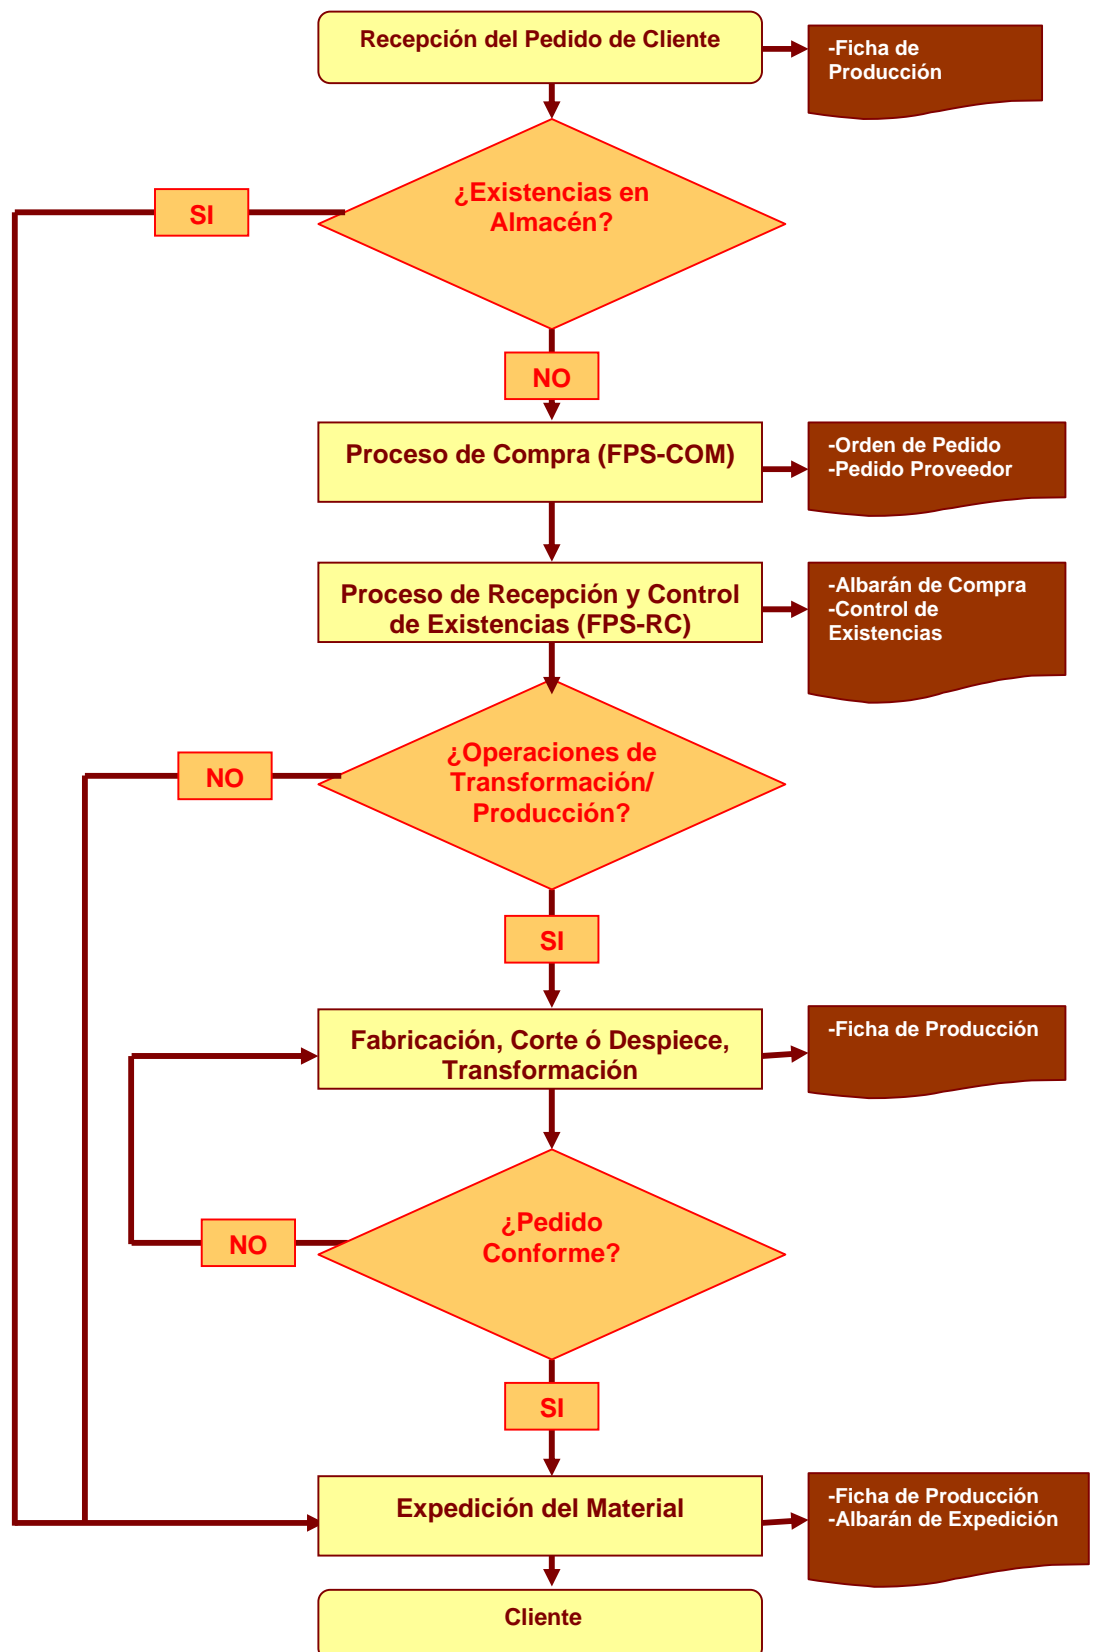 Recepción del Pedido de Cliente
-Ficha de
Producción
¿Existencias en
Almacén?
SI
NO
Proceso de Compra (FPS-COM)
-Orden de Pedido
-Pedido Proveedor
Proceso de Recepción y Control
de Existencias (FPS-RC)
-Albarán de Compra
-Control de
Existencias
¿Operaciones de
Transformación/
Producción?
NO
SI
Fabricación, Corte ó Despiece,
Transformación
-Ficha de Producción
¿Pedido
Conforme?
NO
SI
Expedición del Material
-Ficha de Producción
-Albarán de Expedición
Cliente